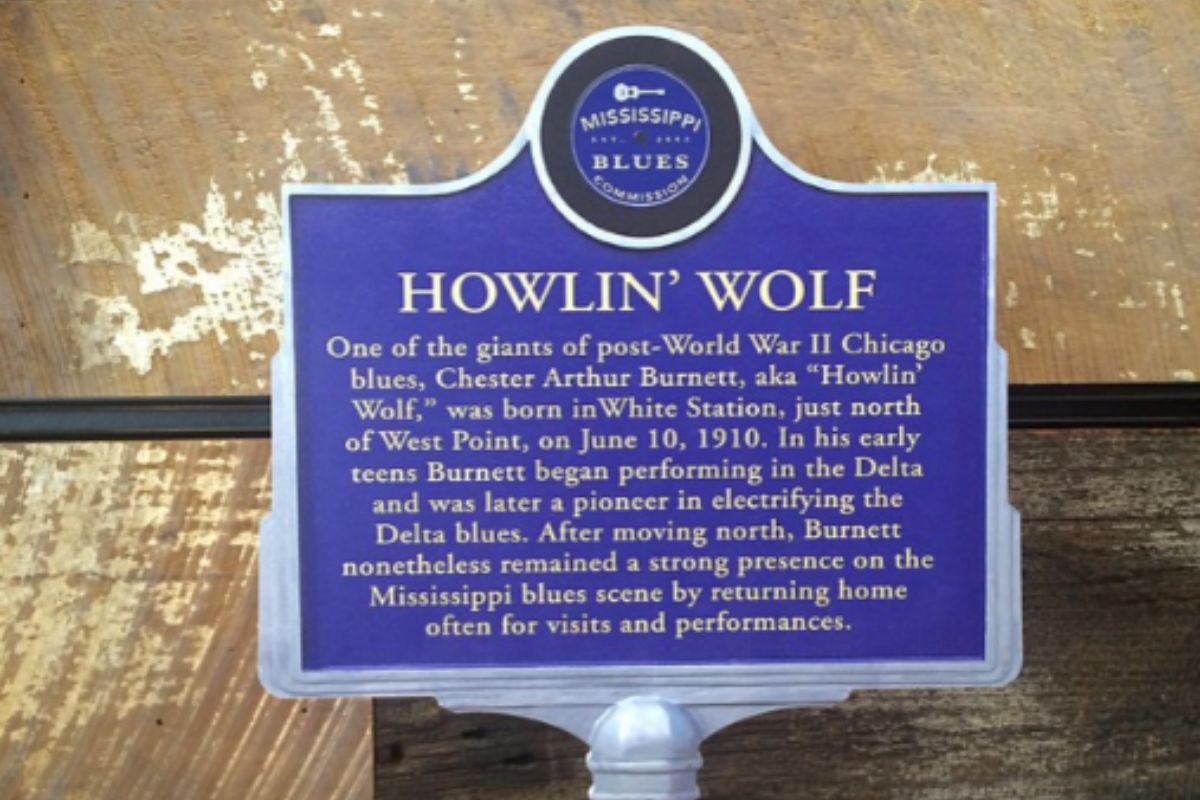 MISSISSIPPI
EST.
BLUES
COMMISSION
HOWLIN' WOLF
One of the giants of post-World War II Chicago
blues, Chester Arthur Burnett, aka “Howlin’
Wolf,” was born inWhite Station, just north
of West Point, on June 10, 1910. In his early
teens Burnett began performing in the Delta
and was later a pioneer in electrifying the
Delta blues. After moving north, Burnett
nonetheless remained a strong presence on the
Mississippi blues scene by returning home
often for visits and performances.